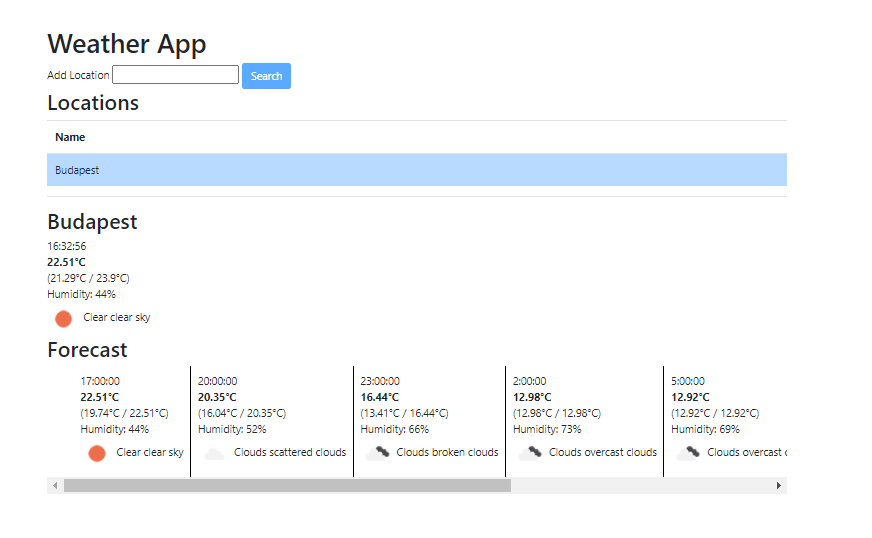 Weather App
Add Location Search
Locations
Name
Budapest
Budapest
16:32:56
22.51°C
(21.29°C / 23.9°C)
Humidity: 44%
Clear clear sky
Forecast
17:00:00
22.51°C
(19.74°C / 22.51°C)
Humidity: 44%
Clear clear sky
20:00:00
20.35°C
(16.04°C / 20.35°C)
Humidity: 52%
Clouds scattered clouds
23:00:00
16.44°C
(13.41°C / 16.44°C)
Humidity: 66%
Clouds broken clouds
2:00:00
12.98°C
(12.98°C / 12.98°C)
Humidity: 73%
Clouds overcast clouds
5:00:00
12.92°C
(12.92°C / 12.92°C)
Humidity: 69%
Clouds overcast